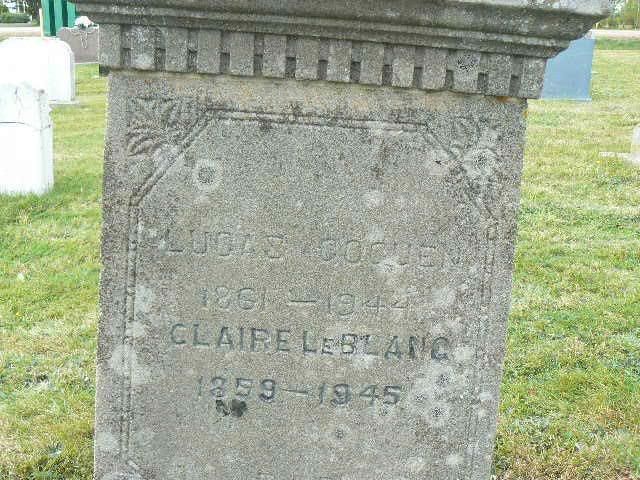 LUCAS GOGUEN
1861 — 1944
CLAIRE LEBLANC
1859 — 1945